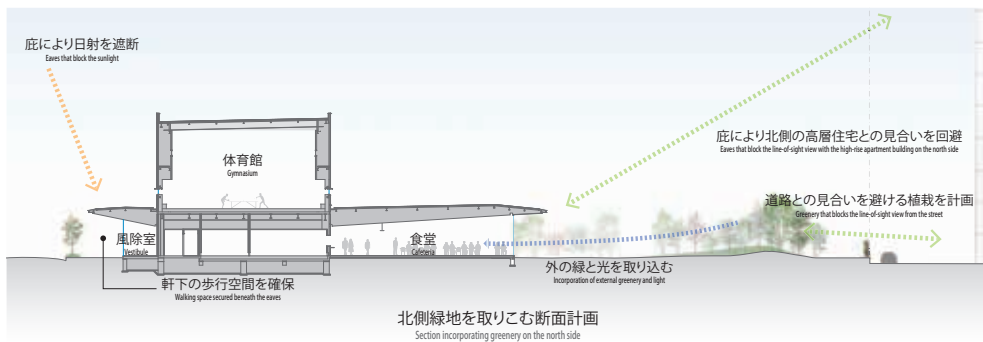 庇により日射を遮断
Eaves that block the sunlight
体育館
Gymnasium
庇により北側の高層住宅との見合いを回避
Eaves that block the line-of-sight view with the high-rise apartment building on the north side
道路との見合いを避ける植栽を計画
Greenery that blocks the line-of-sight view from the street
風除室
Vestibule
食堂
Cafeteria
外の緑と光を取り込む
Incorporation of external greenery and light
軒下の歩行空間を確保
Walking space secured beneath the eaves
北側緑地を取りこむ断面計画
Section incorporating greenery on the north side